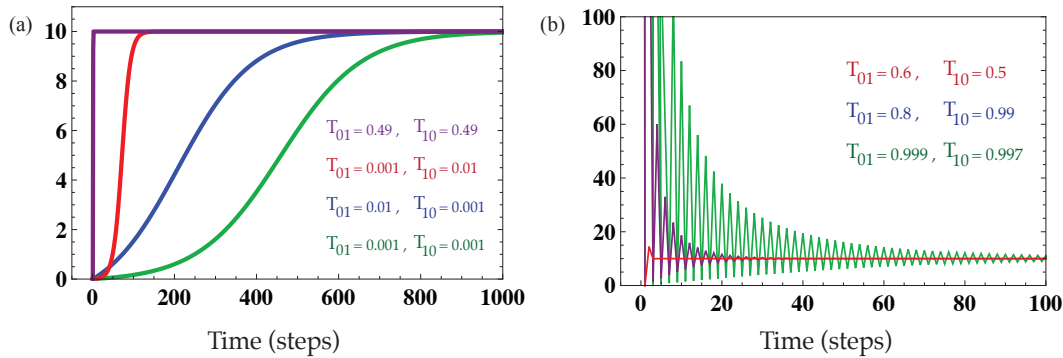 (a)
10
8
6
4
2
0
0 200 400 600 800 1000
Time (steps)
T01 = 0.49 , T10 = 0.49
T01 = 0.001 , T10 = 0.01
T01 = 0.01 , T10 = 0.001
T01 = 0.001 , T10 = 0.001
(b)
100
80
60
40
20
0
0 20 40 60 80 100
Time (steps)
T01 = 0.6 , T10 = 0.5
T01 = 0.8 , T10 = 0.99
T01 = 0.999 , T10 = 0.997